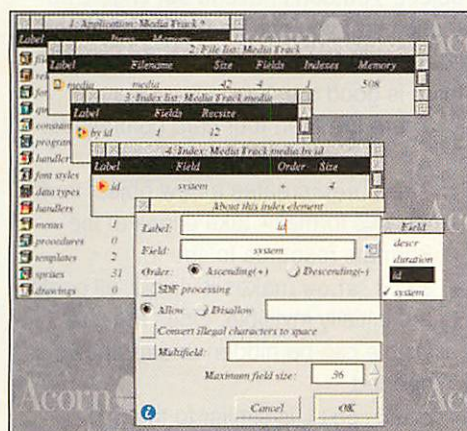 1: Application: Media Track *
Label Items Memory
2: File list: Media Track
Label Filename Size Fields Indexes Memory
media media 42 4 1 508
3: Index list: Media Track media
Label Fields Recsize
by id 1 12
4: Index: Media Track media by id
Label Field Order Size
id system + 4
constan
program
handler
font styles
data types
handlers
menus 1
procedures 0
templates 2
sprites 31
drawings 0
About this index element
Label: id
Field: system
Order: Ascending(+) Descending(-)
SDF processing
Allow Disallow
Convert illegal characters to space
Multifield:
Maximum field size: 36
Cancel OK
Field
descr
duration
id
system
Acorn
Acorn
Acorn